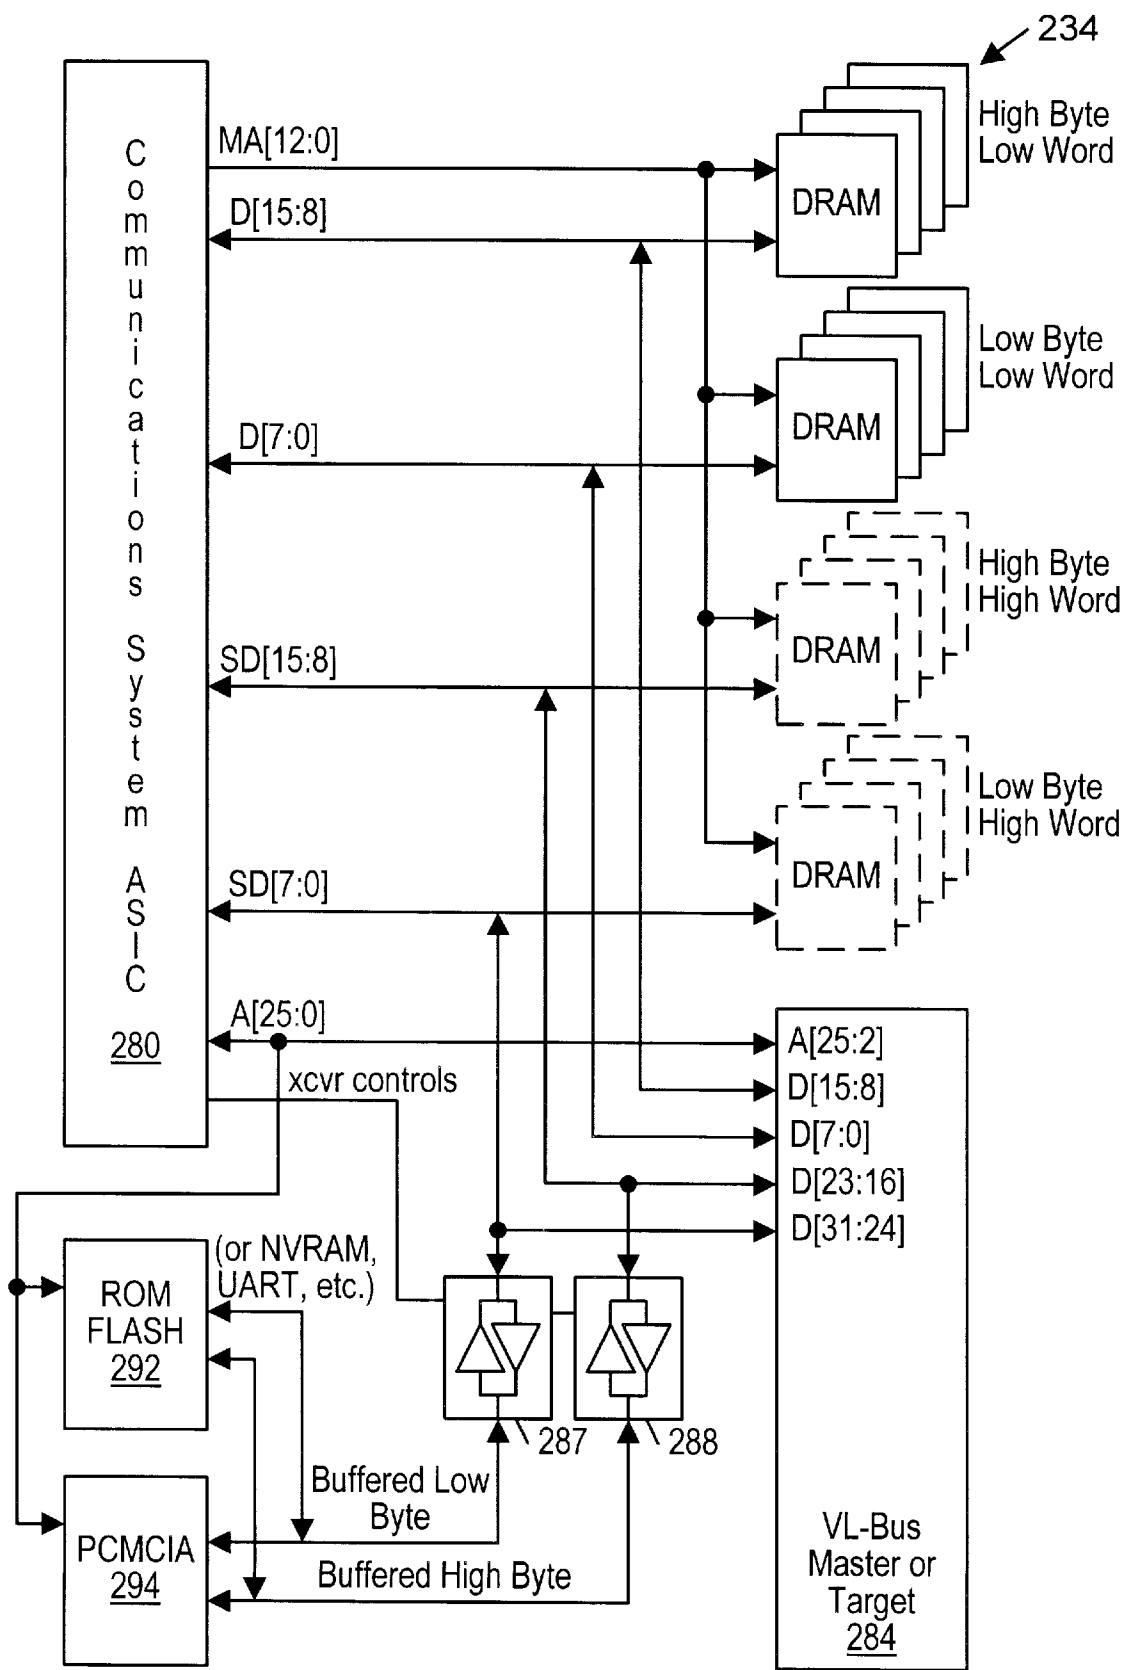 234
High Byte
Low Word
MA[12:0]
D[15:8]
DRAM
Low Byte
Low Word
D[7:0]
DRAM
High Byte
High Word
SD[15:8]
DRAM
Low Byte
High Word
SD[7:0]
DRAM
Communications System ASIC
280
A[25:0]
xcvr controls
A[25:2]
D[15:8]
D[7:0]
D[23:16]
D[31:24]
(or NVRAM,
UART, etc.)
ROM
FLASH
292
287
288
Buffered Low
Byte
PCMCIA
294
Buffered High Byte
VL-Bus
Master or
Target
284